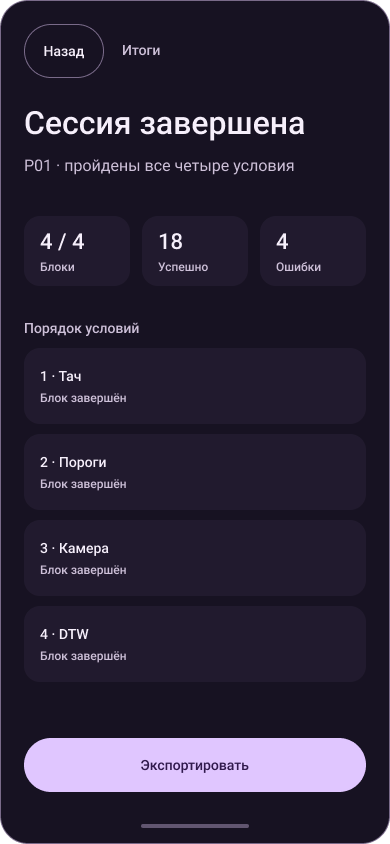 Назад
Итоги
Сессия завершена
P01 · пройдены все четыре условия
4 / 4
Блоки
18
Успешно
4
Ошибки
Порядок условий
1 · Тач
Блок завершён
2 · Пороги
Блок завершён
3 · Камера
Блок завершён
4 · DTW
Блок завершён
Экспортировать